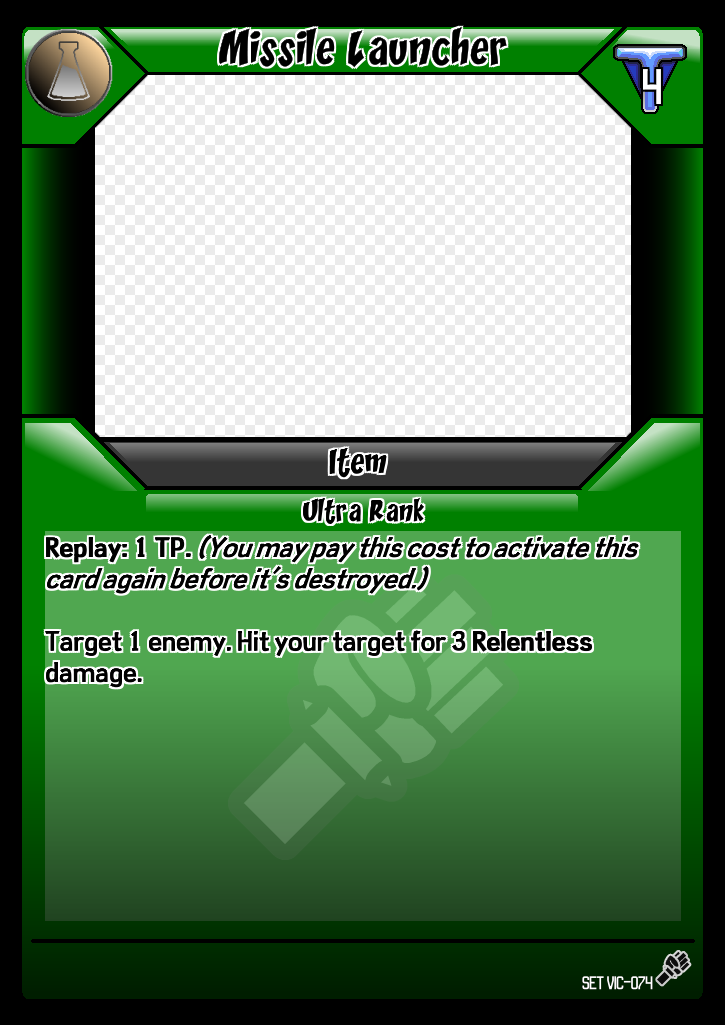 Missile Launcher
4
Item
Ultra Rank
Replay: 1 TP. (You may pay this cost to activate this
card again before it's destroyed.)
Target 1 enemy. Hit your target for 3 Relentless
damage.
SET VIC-074